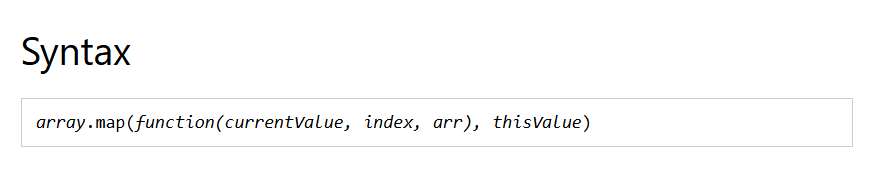 Syntax
array.map(function(currentValue, index, arr), thisValue)